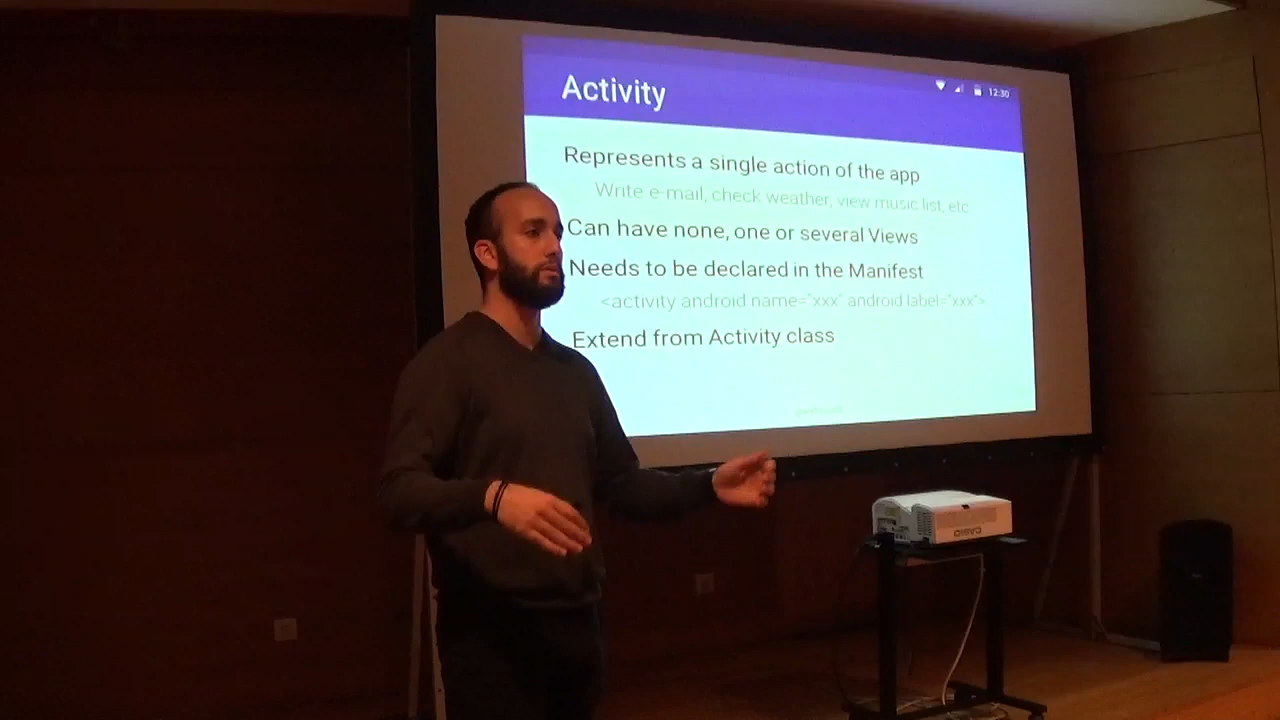 Activity
12:30
Represents a single action of the app
Write e-mail, check weather, view music list, etc.
Can have none, one or several Views
Needs to be declared in the Manifest
<activity android name="xxx" android label="xxx">
Extend from Activity class
CASIO